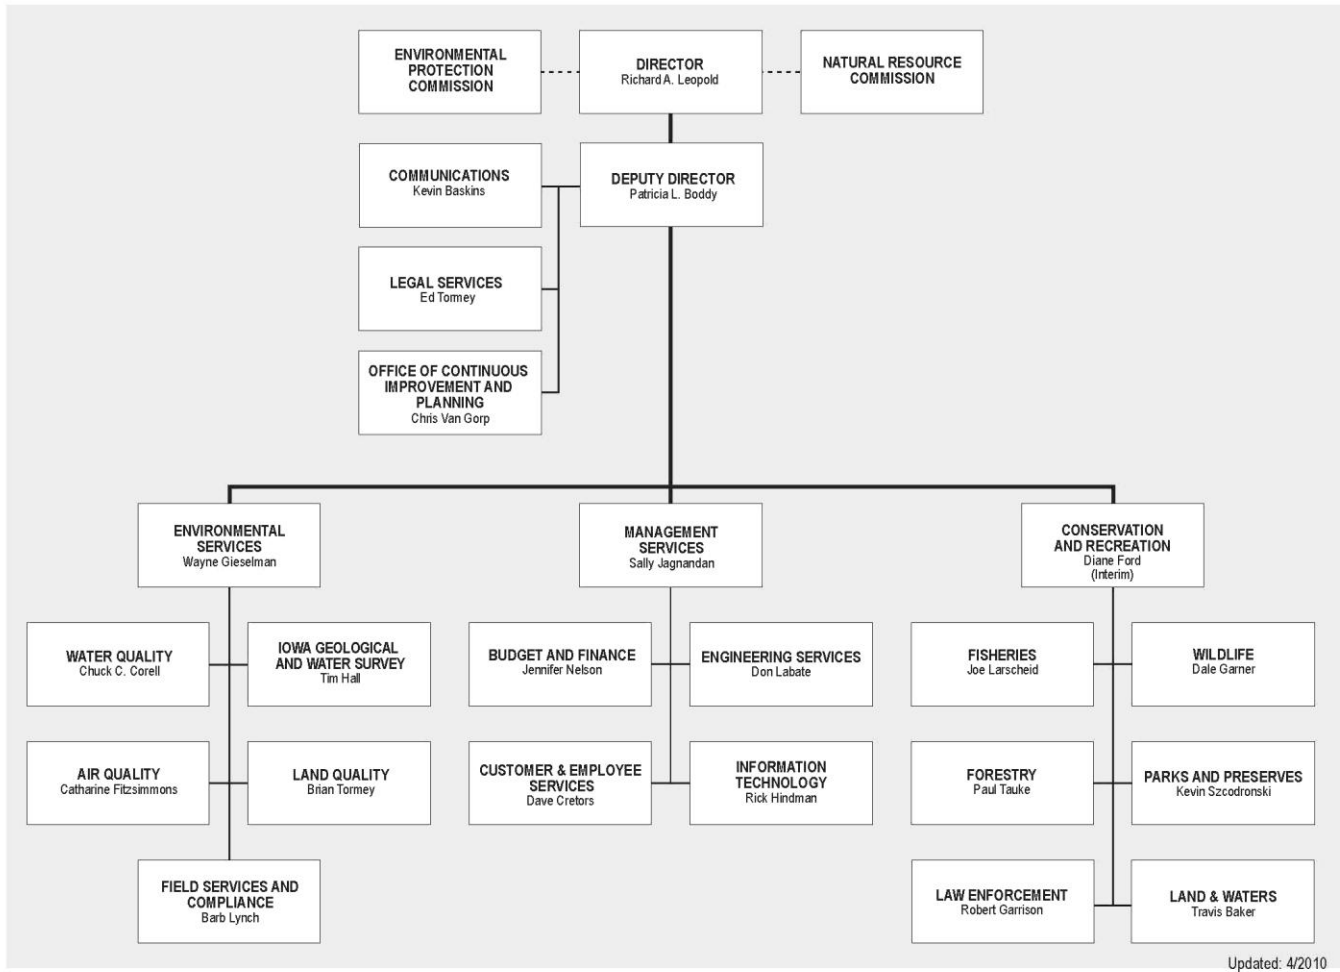 ENVIRONMENTAL
PROTECTION
COMMISSION
DIRECTOR
Richard A. Leopold
NATURAL RESOURCE
COMMISSION
COMMUNICATIONS
Kevin Baskins
DEPUTY DIRECTOR
Patricia L. Boddy
LEGAL SERVICES
Ed Tormey
OFFICE OF CONTINUOUS
IMPROVEMENT AND
PLANNING
Chris Van Gorp
ENVIRONMENTAL
SERVICES
Wayne Gieselman
MANAGEMENT
SERVICES
Sally Jagnandan
CONSERVATION
AND RECREATION
Diane Ford
(Interim)
WATER QUALITY
Chuck C. Corell
IOWA GEOLOGICAL
AND WATER SURVEY
Tim Hall
BUDGET AND FINANCE
Jennifer Nelson
ENGINEERING SERVICES
Don Labate
FISHERIES
Joe Larscheid
WILDLIFE
Dale Garner
AIR QUALITY
Catharine Fitzsimmons
LAND QUALITY
Brian Tormey
CUSTOMER & EMPLOYEE
SERVICES
Dave Cretors
INFORMATION
TECHNOLOGY
Rick Hindman
FORESTRY
Paul Tauke
PARKS AND PRESERVES
Kevin Szcodronski
FIELD SERVICES AND
COMPLIANCE
Barb Lynch
LAW ENFORCEMENT
Robert Garrison
LAND & WATERS
Travis Baker
Updated: 4/2010